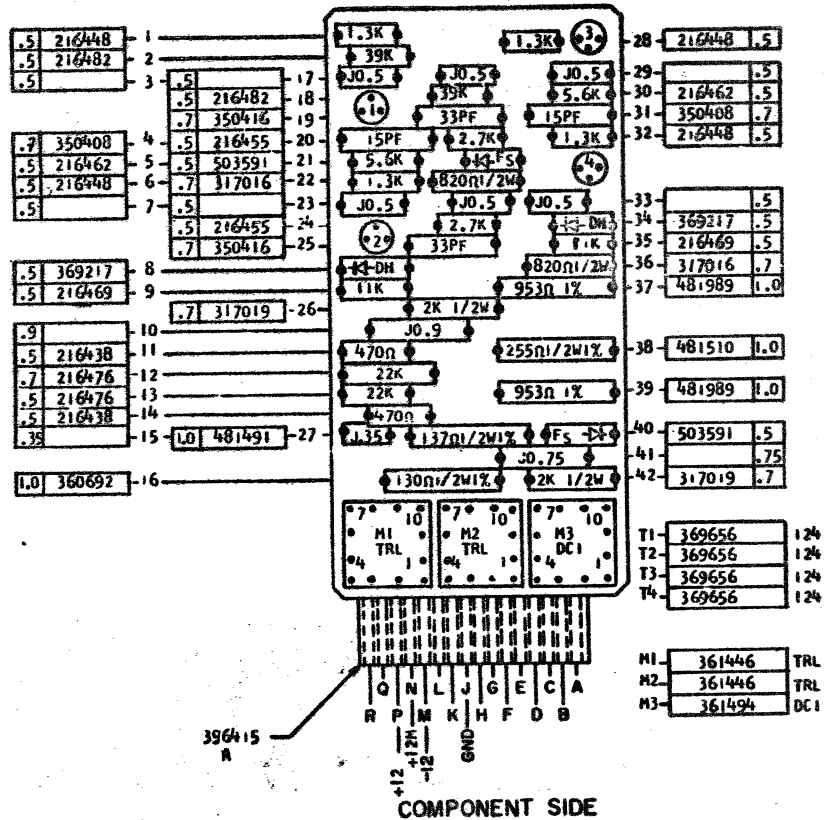 .5 216448 1 1.3K 1.3K 3 28 216448 .5
.5 216482 2 39K
.5 3 .5 17 J0.5 J0.5 J0.5 29 .5
.5 216482 18 39K 5.6K 30 216462 .5
.7 350416 19 1 33PF 15PF 31 350408 .7
.7 350408 4 .5 216455 20 15PF 2.7K 1.3K 32 216448 .5
.5 216462 5 .5 503591 21 5.6K FS 4
.5 216448 6 .7 317016 22 1.3K 820Ω1/2W
.5 7 .5 23 J0.5 J0.5 J0.5 33 .5
.5 216455 24 2.7K DH 34 369217 .5
.7 350416 25 2 33PF 11K 35 216469 .5
.5 369217 8 DH 820Ω1/2W 36 317016 .7
.5 216469 9 11K 953Ω 1% 37 481989 1.0
.7 317019 26 2K 1/2W
.9 10 J0.9
.5 216438 11 470Ω 255Ω1/2W1% 38 481510 1.0
.7 216476 12 22K
.5 216476 13 22K 953Ω 1% 39 481989 1.0
.5 216438 14 470Ω
.35 15 1.0 481491 27 J.35 137Ω1/2W1% FS 40 503591 .5
J0.75 41 .75
1.0 360692 16 130Ω1/2W1% 2K 1/2W 42 317019 .7
7 10 7 10 7 10
M1 M2 M3
TRL TRL DC1
4 1 4 1 4 1
T1 369656 124
T2 369656 124
T3 369656 124
T4 369656 124
M1 361446 TRL
M2 361446 TRL
M3 361494 DC1
Q N L J G E C A
R P M K H F D B
396415
A
+12
+12M
-12
GND
COMPONENT SIDE